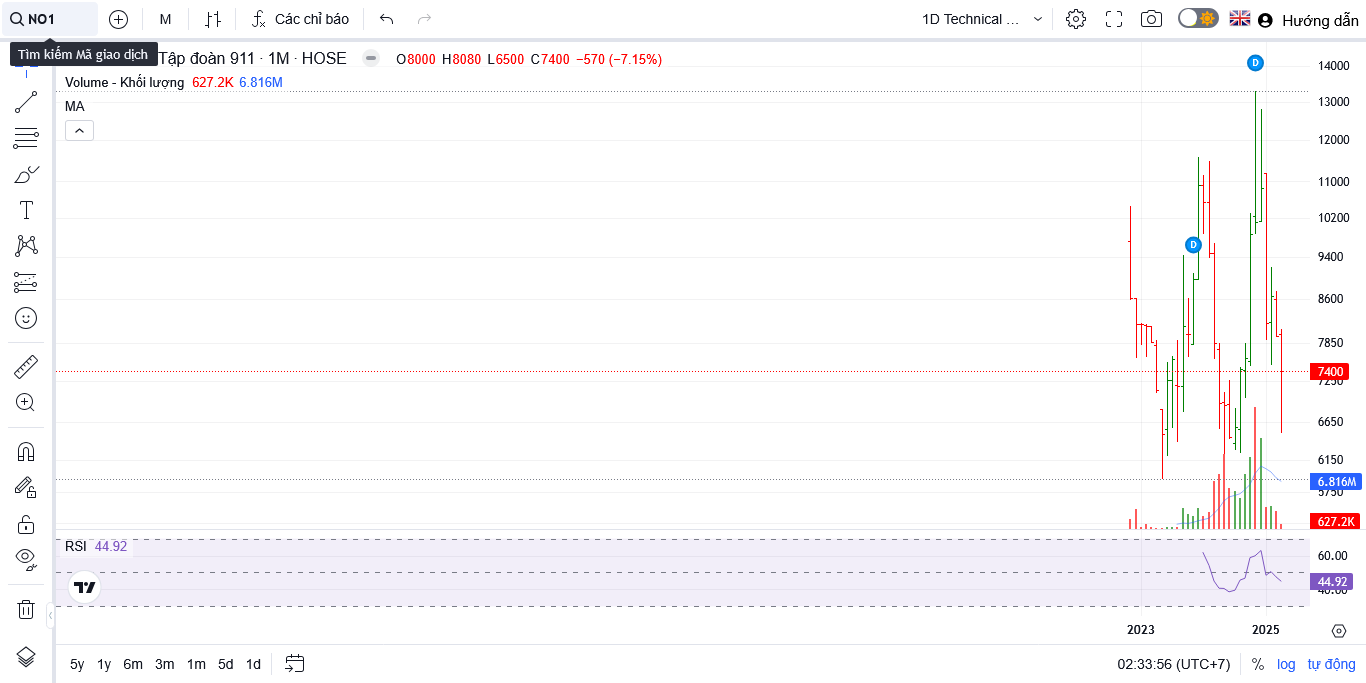 NO1
M
Các chỉ báo
1D Technical ...
Hướng dẫn
Tìm kiếm Mã giao dịch
Tập đoàn 911 · 1M · HOSE
O8000 H8080 L6500 C7400 −570 (−7.15%)
Volume - Khối lượng 627.2K 6.816M
MA
D
D
14000
13000
12000
11000
10200
9400
8600
7850
7400
7250
6650
6150
6.816M
5750
627.2K
RSI 44.92
60.00
44.92
40.00
2023
2025
5y 1y 6m 3m 1m 5d 1d
02:33:56 (UTC+7)
% log tự động